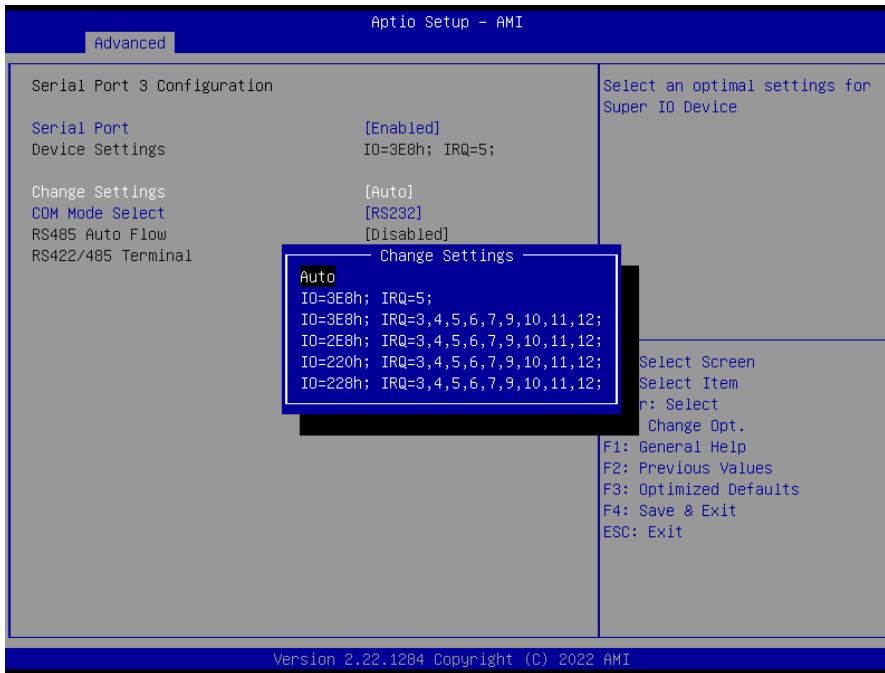 Aptio Setup - AMI
Advanced
Serial Port 3 Configuration
Serial Port [Enabled]
Device Settings IO=3E8h; IRQ=5;
Change Settings [Auto]
COM Mode Select [RS232]
RS485 Auto Flow [Disabled]
RS422/485 Terminal
Change Settings
Auto
IO=3E8h; IRQ=5;
IO=3E8h; IRQ=3,4,5,6,7,9,10,11,12;
IO=2E8h; IRQ=3,4,5,6,7,9,10,11,12;
IO=220h; IRQ=3,4,5,6,7,9,10,11,12;
IO=228h; IRQ=3,4,5,6,7,9,10,11,12;
Select an optimal settings for
Super IO Device
Select Screen
Select Item
r: Select
Change Opt.
F1: General Help
F2: Previous Values
F3: Optimized Defaults
F4: Save & Exit
ESC: Exit
Version 2.22.1284 Copyright (C) 2022 AMI